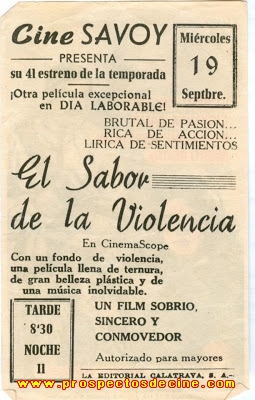 Cine SAVOY
PRESENTA
su 41 estreno de la temporada
¡Otra película excepcional
en DIA LABORABLE!
Miércoles
19
Septbre.
BRUTAL DE PASION...
RICA DE ACCION...
LIRICA DE SENTIMIENTOS
El Sabor
de la Violencia
En CinemaScope
Con un fondo de violencia,
una película llena de ternura,
de gran belleza plástica y de
una música inolvidable.
TARDE
8'30
NOCHE
11
UN FILM SOBRIO,
SINCERO Y
CONMOVEDOR
Autorizado para mayores
LA EDITORIAL CALATRAVA, S. A.-
www.prospectosdecine.com